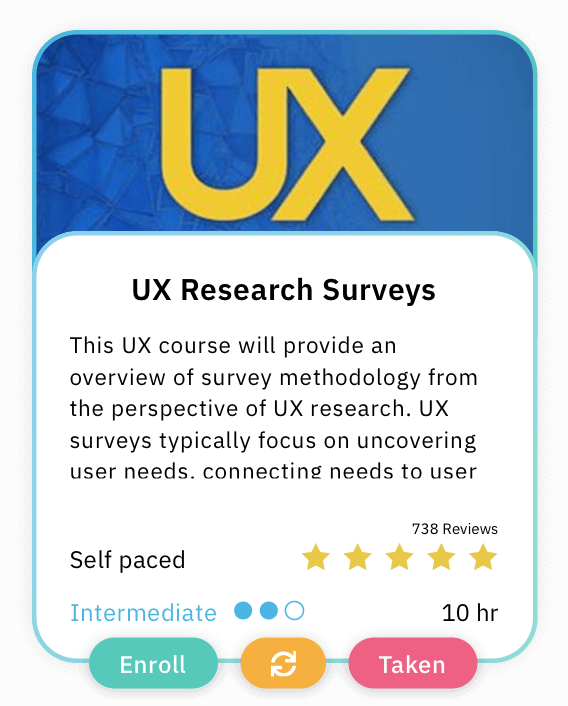 UX
UX Research Surveys
This UX course will provide an
overview of survey methodology from
the perspective of UX research. UX
surveys typically focus on uncovering
user needs, connecting needs to user
738 Reviews
Self paced
Intermediate
10 hr
Enroll
Taken